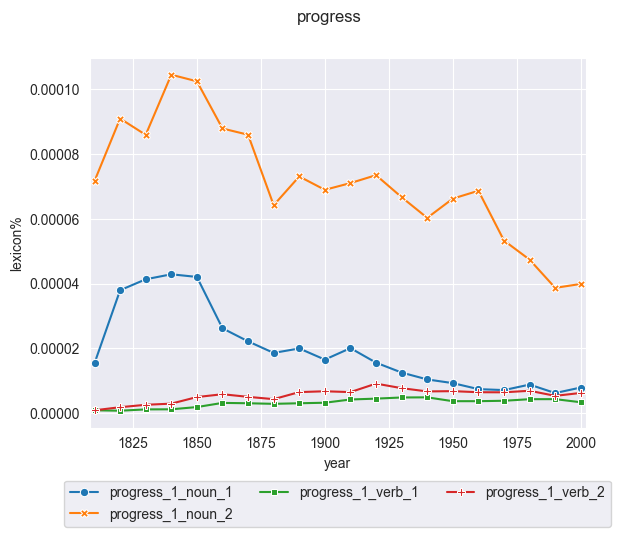 progress
0.00010
0.00008
0.00006
0.00004
0.00002
0.00000
lexicon%
1825 1850 1875 1900 1925 1950 1975 2000
year
progress_1_noun_1 progress_1_verb_1 progress_1_verb_2
progress_1_noun_2